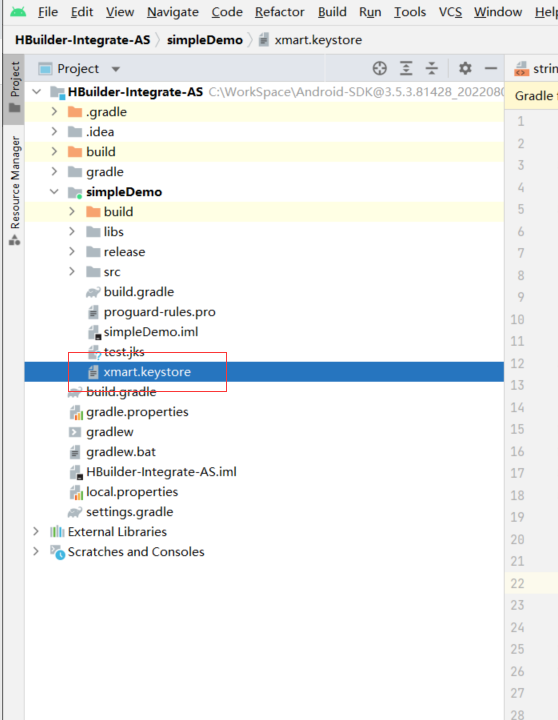 File Edit View Navigate Code Refactor Build Run Tools VCS Window Help
HBuilder-Integrate-AS simpleDemo xmart.keystore
Project
Project
HBuilder-Integrate-AS C:\WorkSpace\Android-SDK@3.5.3.81428_2022080
.gradle
.idea
build
gradle
Resource Manager
simpleDemo
build
libs
release
src
build.gradle
proguard-rules.pro
simpleDemo.iml
test.jks
xmart.keystore
build.gradle
gradle.properties
gradlew
gradlew.bat
HBuilder-Integrate-AS.iml
local.properties
settings.gradle
External Libraries
Scratches and Consoles
strin
Gradle
1
2
3
4
5
6
7
8
9
10
11
12
13
14
15
16
17
18
19
20
21
22
23
24
25
26
27
28